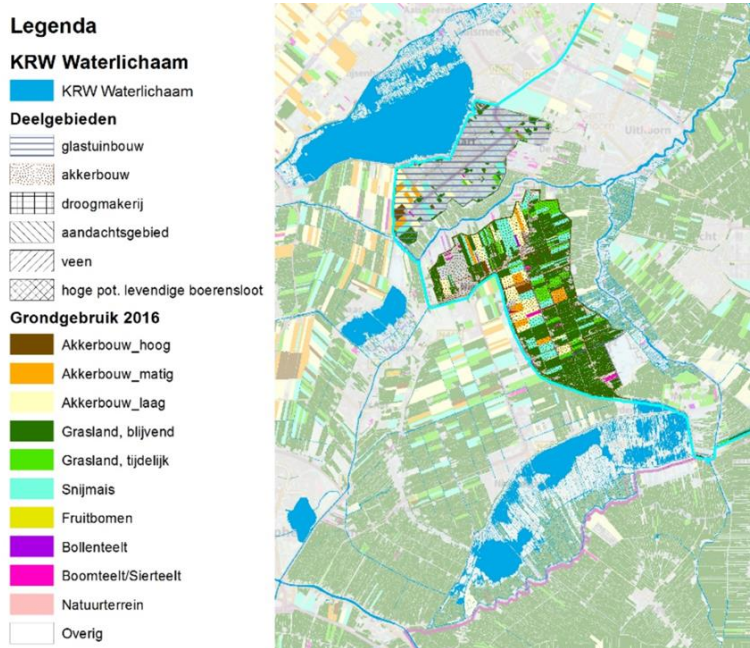 Legenda
KRW Waterlichaam
KRW Waterlichaam
Deelgebieden
glastuinbouw
akkerbouw
droogmakerij
aandachtsgebied
veen
hoge pot. levendige boerensloot
Grondgebruik 2016
Akkerbouw_hoog
Akkerbouw_matig
Akkerbouw_laag
Grasland, blijvend
Grasland, tijdelijk
Snijmais
Fruitbomen
Bollenteelt
Boomteelt/Sierteelt
Natuurterrein
Overig
Uithoorn